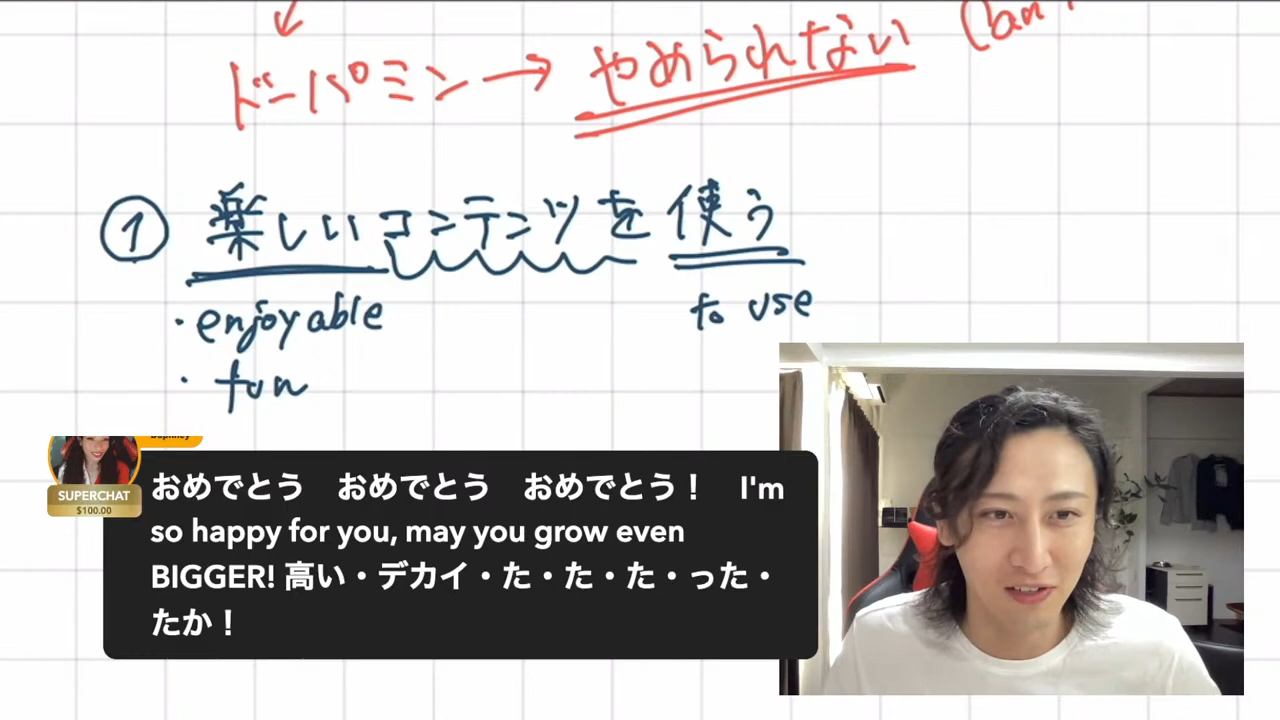 ドーパミン → やめられない (can
① 楽しいコンテンツを使う
・enjoyable
to use
・fun
SUPERCHAT
$100.00
おめでとう　おめでとう　おめでとう！　I'm
so happy for you, may you grow even
BIGGER! 高い・デカイ・た・た・た・った・
たか！